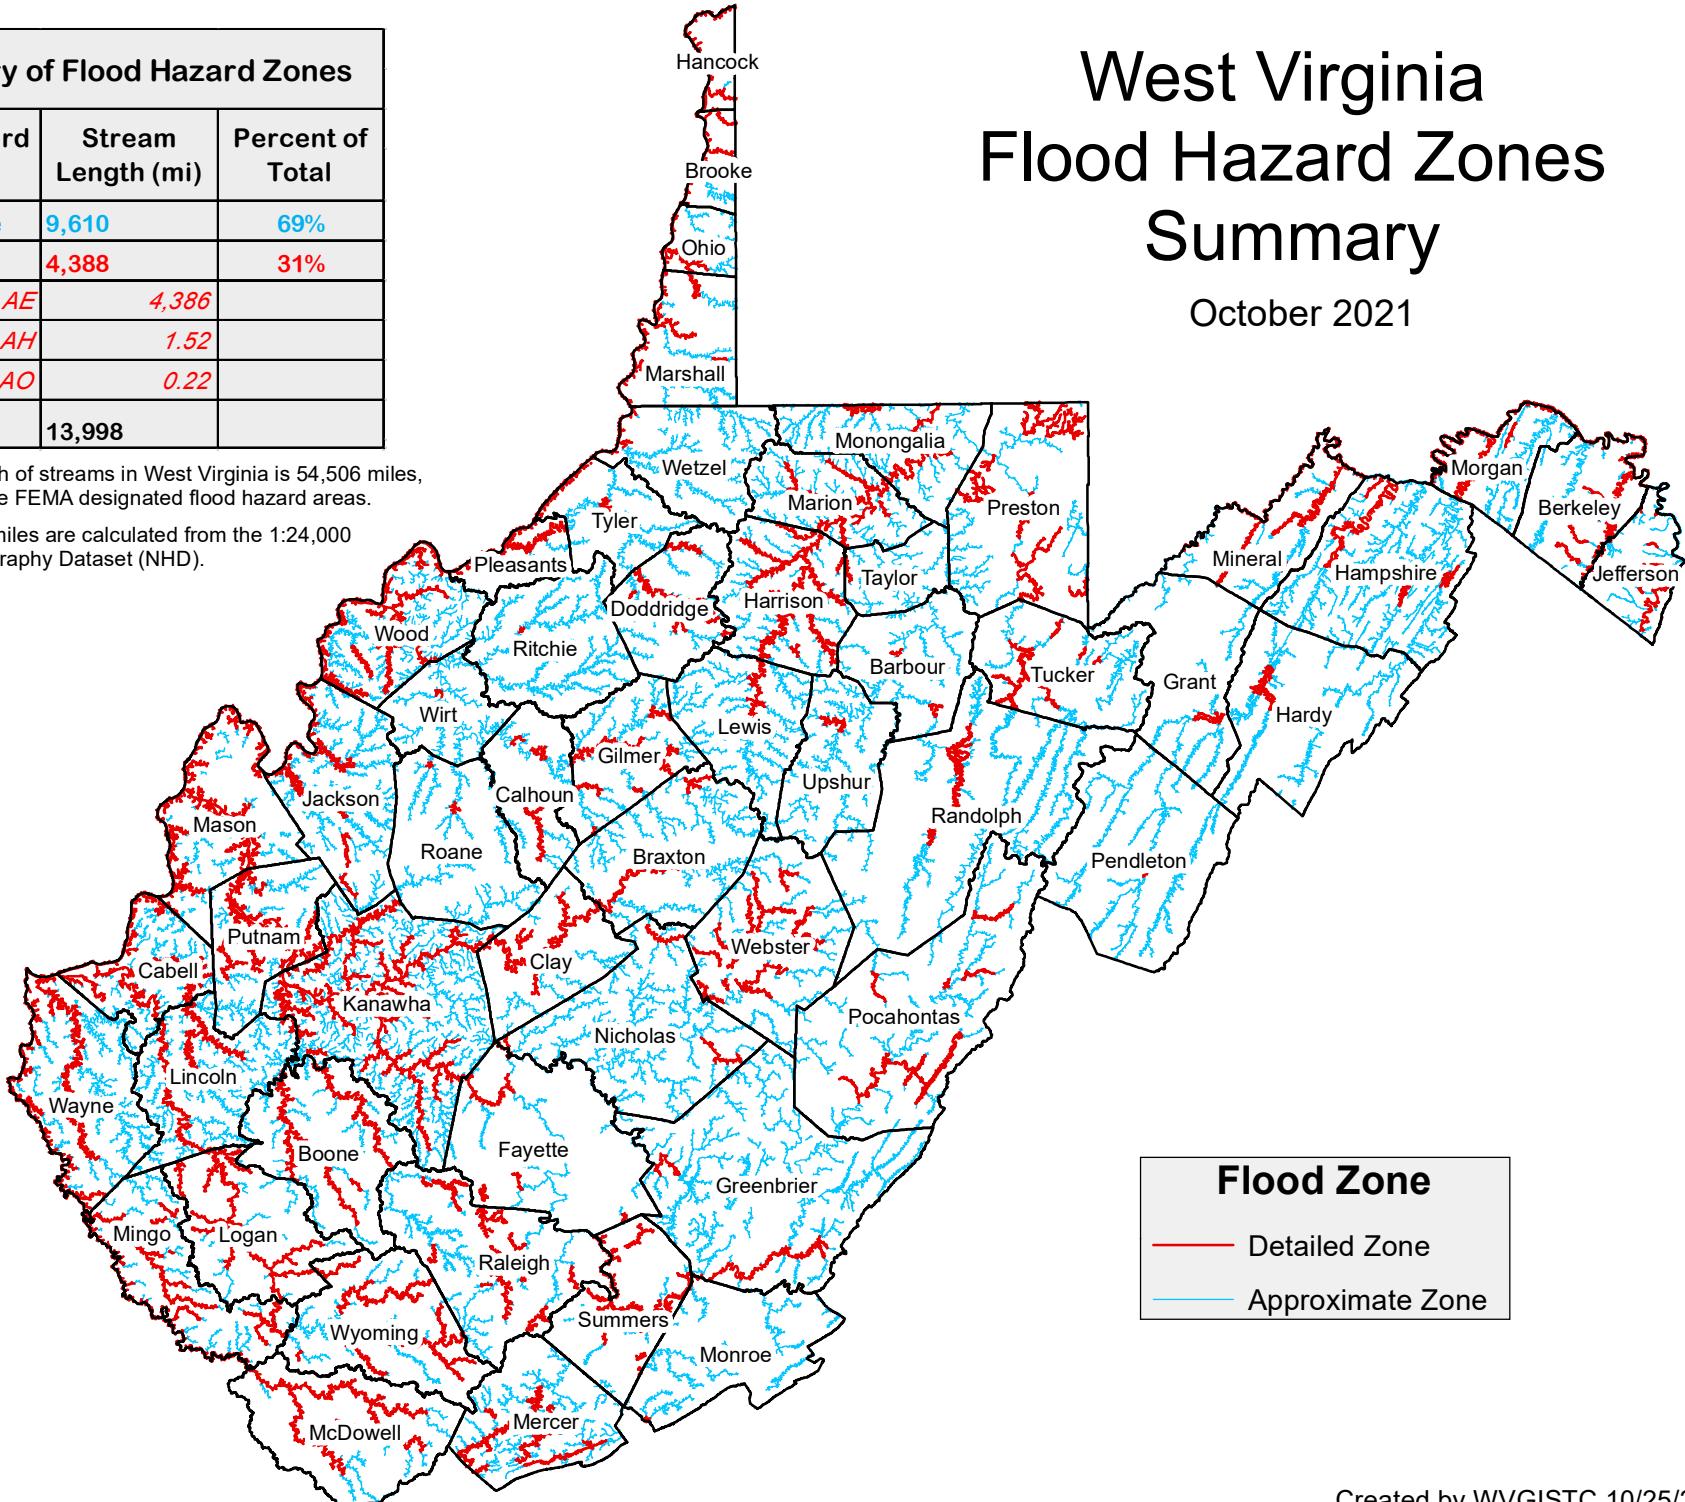 y of Flood Hazard Zones
rd Stream Length (mi) Percent of Total
9,610 69%
4,388 31%
AE 4,386
AH 1.52
AO 0.22
13,998
h of streams in West Virginia is 54,506 miles,
e FEMA designated flood hazard areas.
niles are calculated from the 1:24,000
raphy Dataset (NHD).
West Virginia
Flood Hazard Zones
Summary
October 2021
Hancock
Brooke
Ohio
Marshall
Wetzel
Monongalia
Marion
Preston
Tyler
Pleasants
Taylor
Doddridge
Harrison
Wood
Ritchie
Barbour
Tucker
Mineral
Hampshire
Morgan
Berkeley
Jefferson
Grant
Hardy
Wirt
Lewis
Gilmer
Upshur
Calhoun
Jackson
Mason
Roane
Braxton
Randolph
Pendleton
Putnam
Cabell
Clay
Webster
Kanawha
Nicholas
Pocahontas
Lincoln
Wayne
Boone
Fayette
Greenbrier
Mingo
Logan
Raleigh
Summers
Wyoming
Monroe
McDowell
Mercer
Flood Zone
Detailed Zone
Approximate Zone
Created by WVGISTC 10/25/